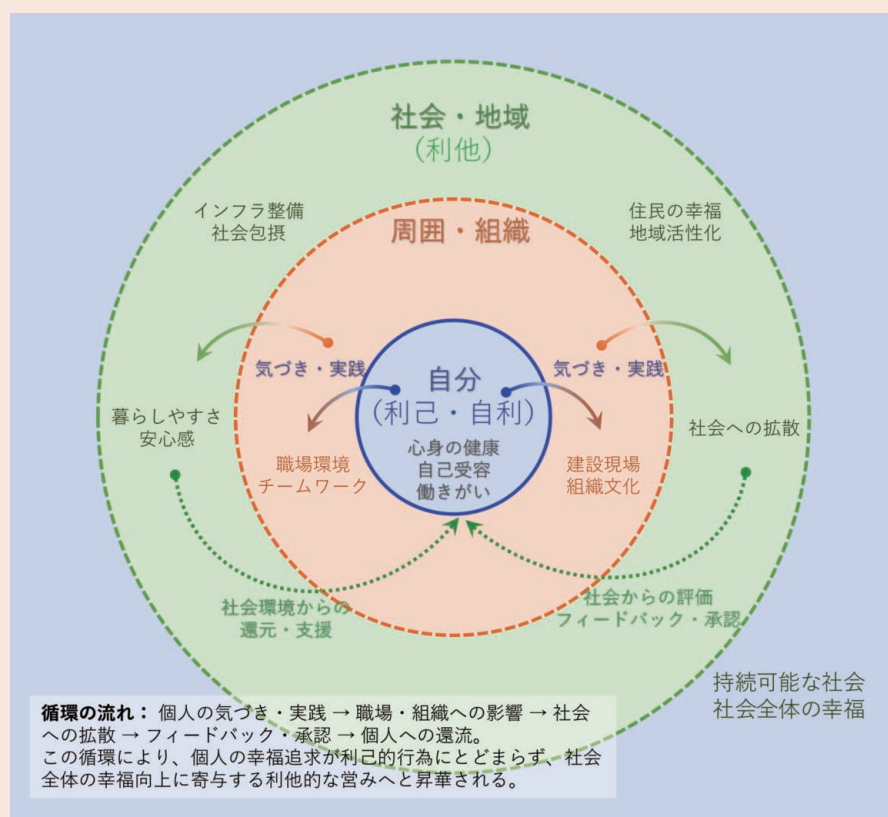 社会・地域
（利他）
インフラ整備
社会包摂
住民の幸福
地域活性化
周囲・組織
気づき・実践
気づき・実践
自分
（利己・自利）
心身の健康
自己受容
働きがい
暮らしやすさ
安心感
社会への拡散
職場環境
チームワーク
建設現場
組織文化
社会環境からの
還元・支援
社会からの評価
フィードバック・承認
持続可能な社会
社会全体の幸福
循環の流れ： 個人の気づき・実践 → 職場・組織への影響 → 社会
への拡散 → フィードバック・承認 → 個人への還流。
この循環により、個人の幸福追求が利己的行為にとどまらず、社会
全体の幸福向上に寄与する利他的な営みへと昇華される。